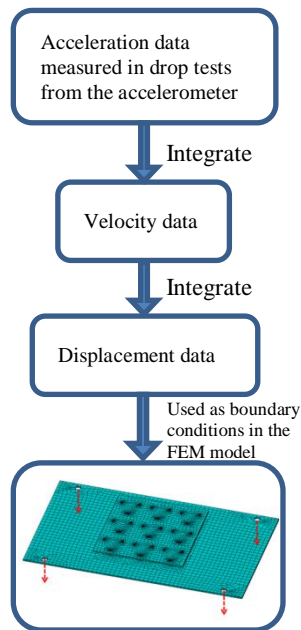 Acceleration data
measured in drop tests
from the accelerometer
Integrate
Velocity data
Integrate
Displacement data
Used as boundary
conditions in the
FEM model